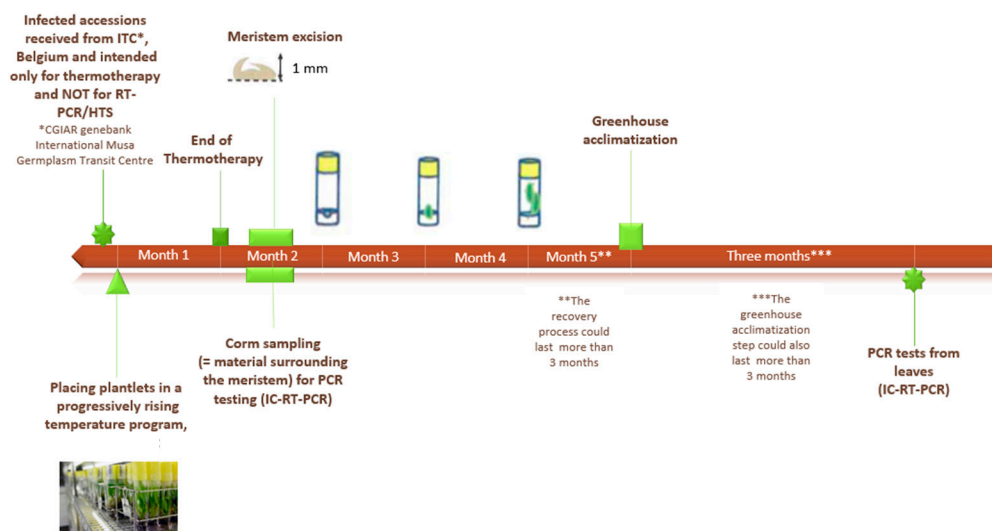 Infected accessions
received from ITC*,
Belgium and intended
only for thermotherapy
and NOT for RT-
PCR/HTS
*CGIAR genebank
International Musa
Germplasm Transit Centre
End of
Thermotherapy
Meristem excision
1 mm
Greenhouse
acclimatization
Month 1
Month 2
Month 3
Month 4
Month 5**
Three months***
Placing plantlets in a
progressively rising
temperature program,
Corm sampling
(= material surrounding
the meristem) for PCR
testing (IC-RT-PCR)
**The
recovery
process could
last more than
3 months
***The
greenhouse
acclimatization
step could also
last more than
3 months
PCR tests from
leaves
(IC-RT-PCR)